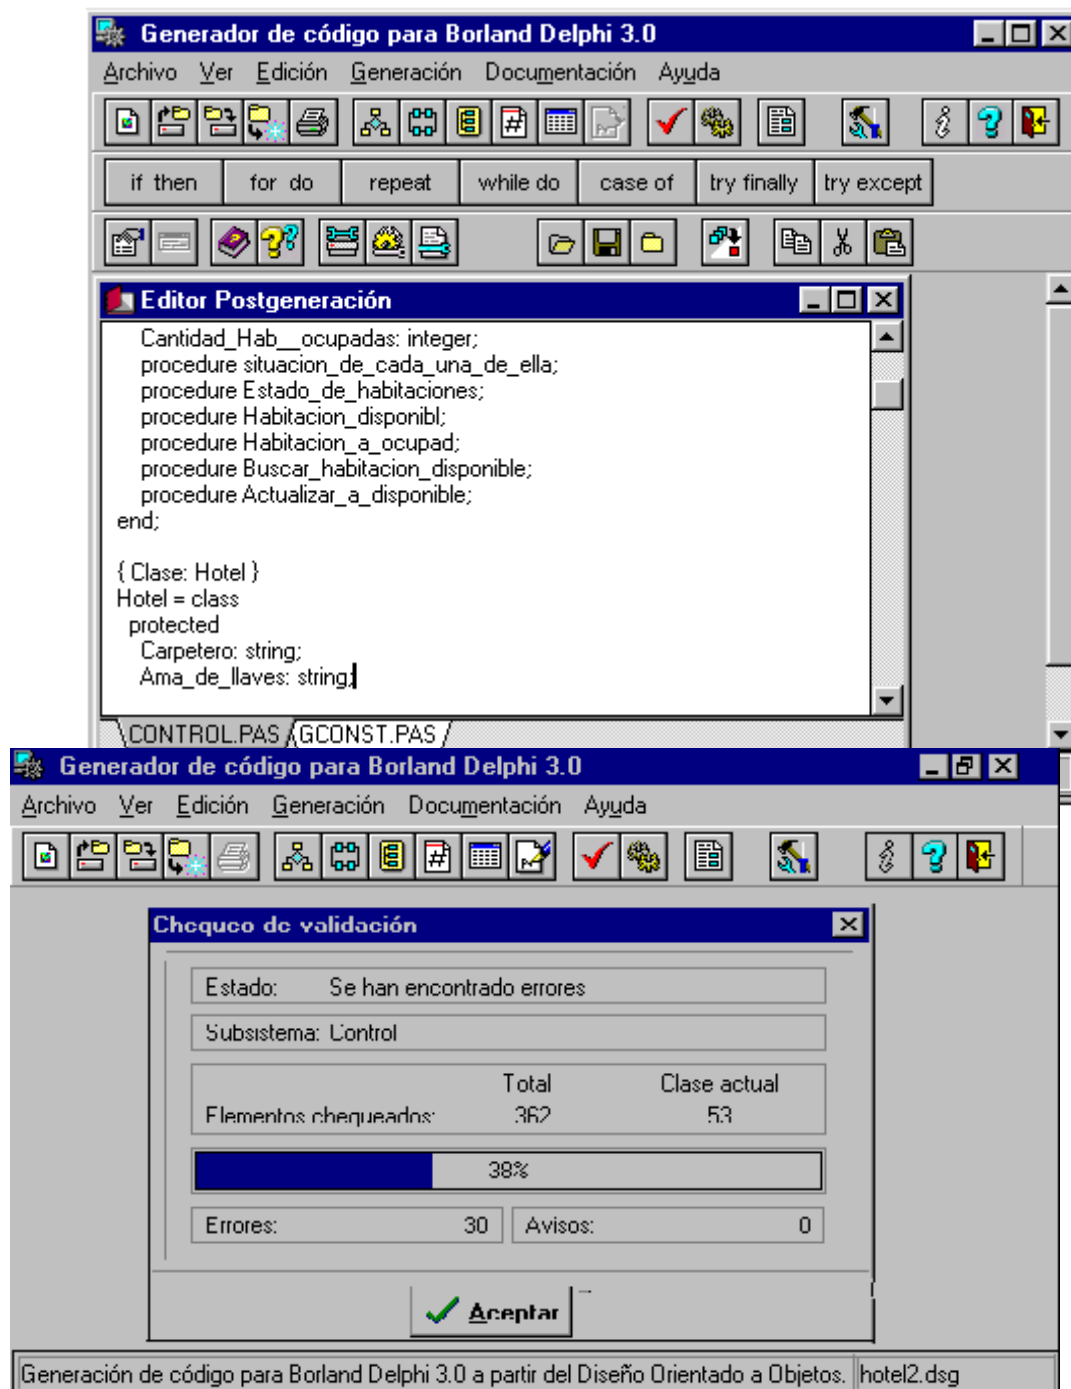 Generador de código para Borland Delphi 3.0
Archivo Ver Edición Generación Documentación Ayuda
if then for do repeat while do case of try finally try except
Editor Postgeneración
Cantidad_Hab__ocupadas: integer;
procedure situacion_de_cada_una_de_ella;
procedure Estado_de_habitaciones;
procedure Habitacion_disponibl;
procedure Habitacion_a_ocupad;
procedure Buscar_habitacion_disponible;
procedure Actualizar_a_disponible;
end;
{ Clase: Hotel }
Hotel = class
protected
Carpetero: string;
Ama_de_llaves: string;
CONTROL.PAS GCONST.PAS
Generador de código para Borland Delphi 3.0
Archivo Ver Edición Generación Documentación Ayuda
Chequeo de validación
Estado: Se han encontrado errores
Subsistema: Control
Total Clase actual
Elementos chequeados: 362 53
38%
Errores: 30 Avisos: 0
Aceptar
Generación de código para Borland Delphi 3.0 a partir del Diseño Orientado a Objetos. hotel2.dsg